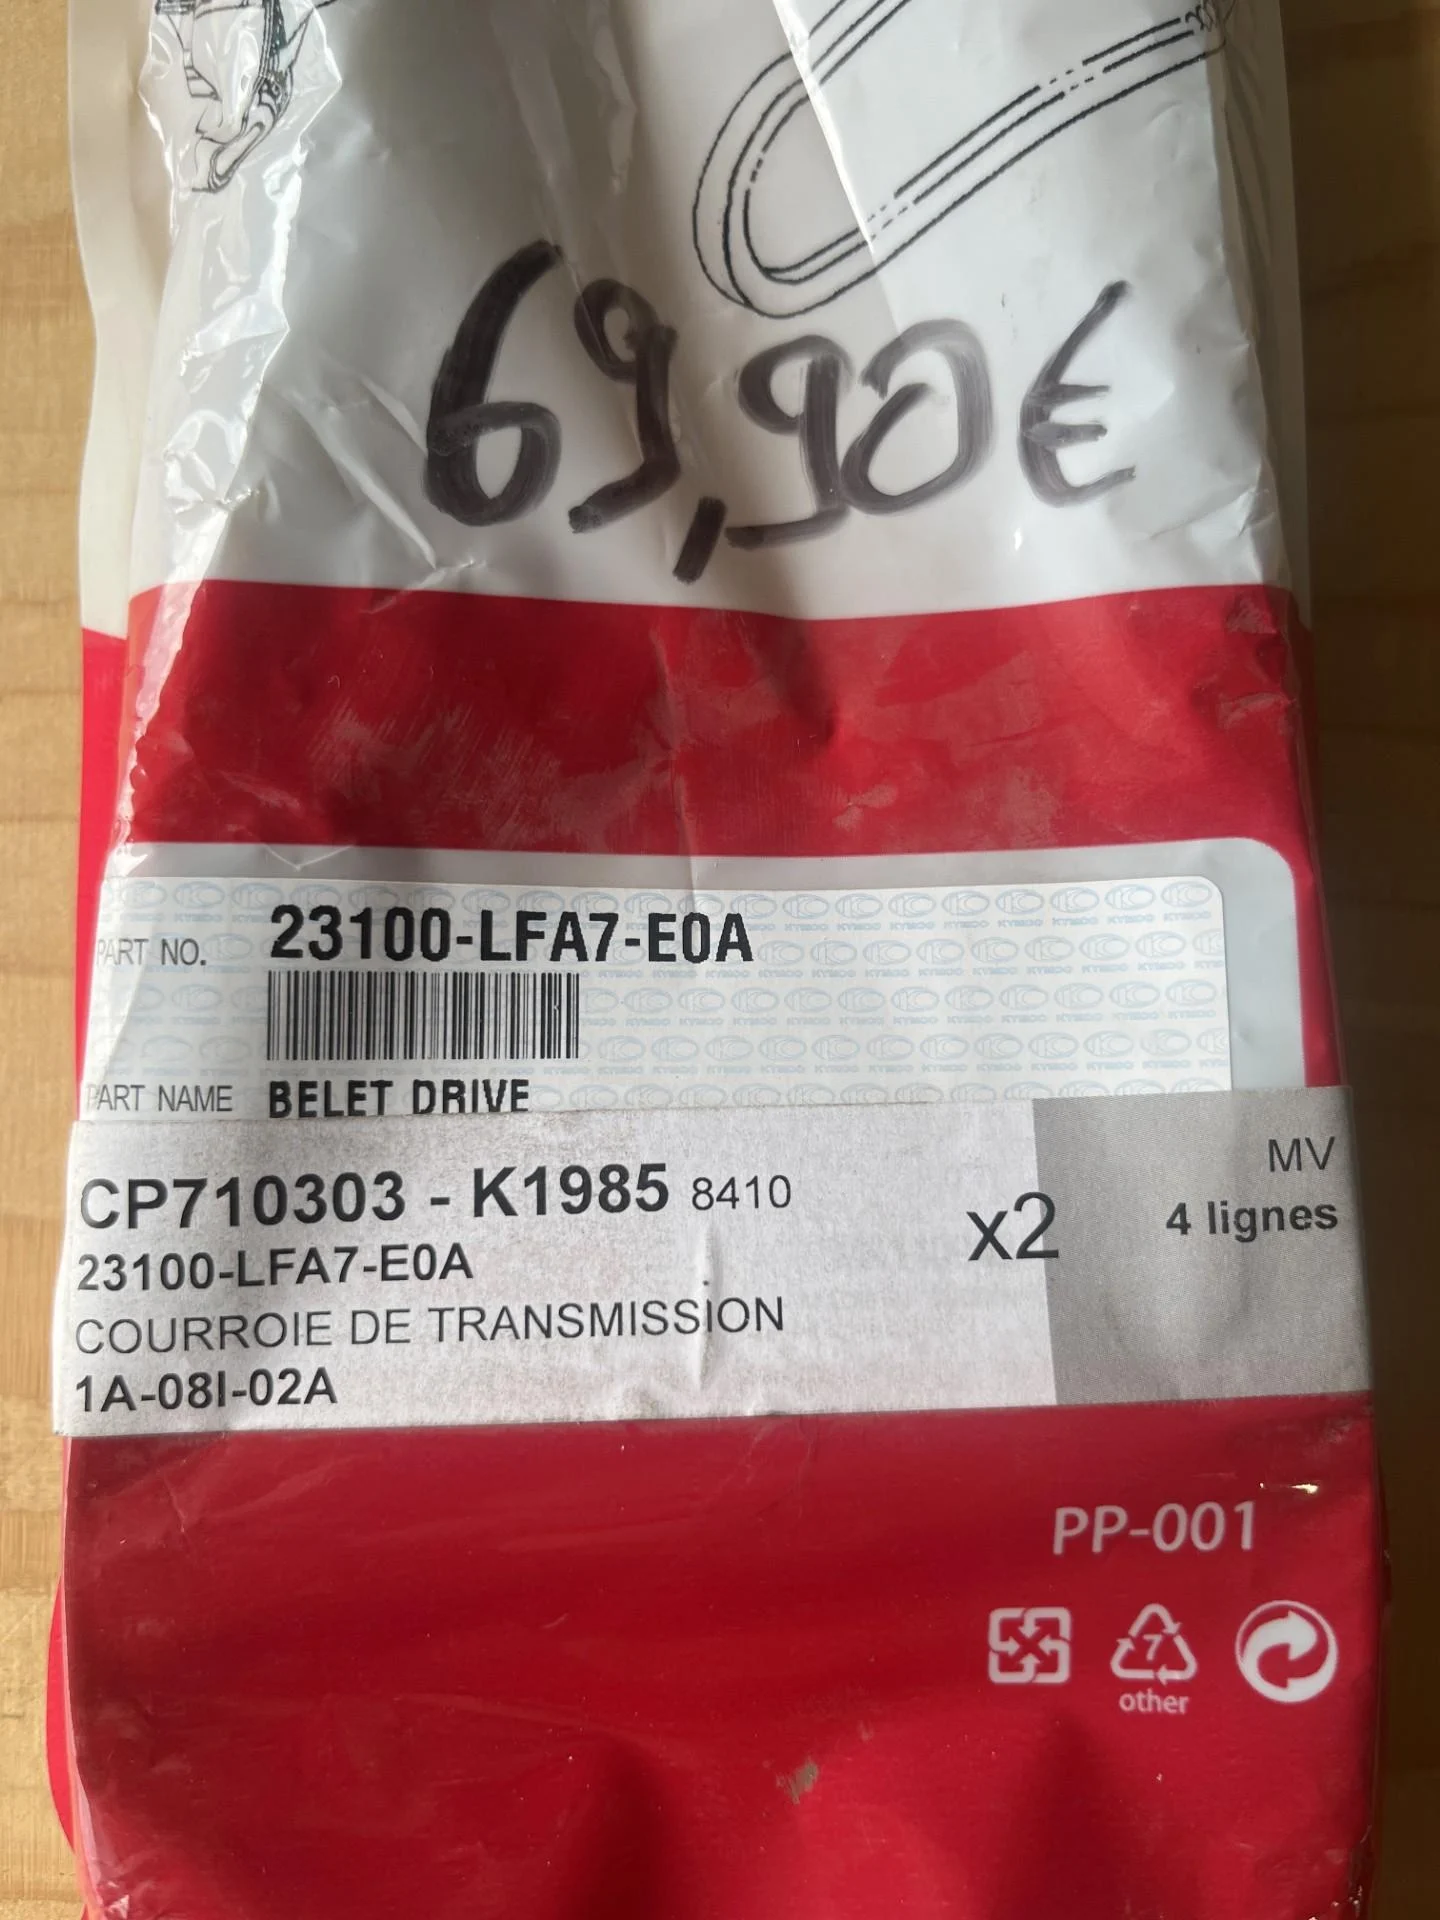 69,90€
PART NO. 23100-LFA7-E0A
PART NAME BELET DRIVE
CP710303 - K1985 8410
x2
MV
4 lignes
23100-LFA7-E0A
COURROIE DE TRANSMISSION
1A-08I-02A
PP-001
7
other